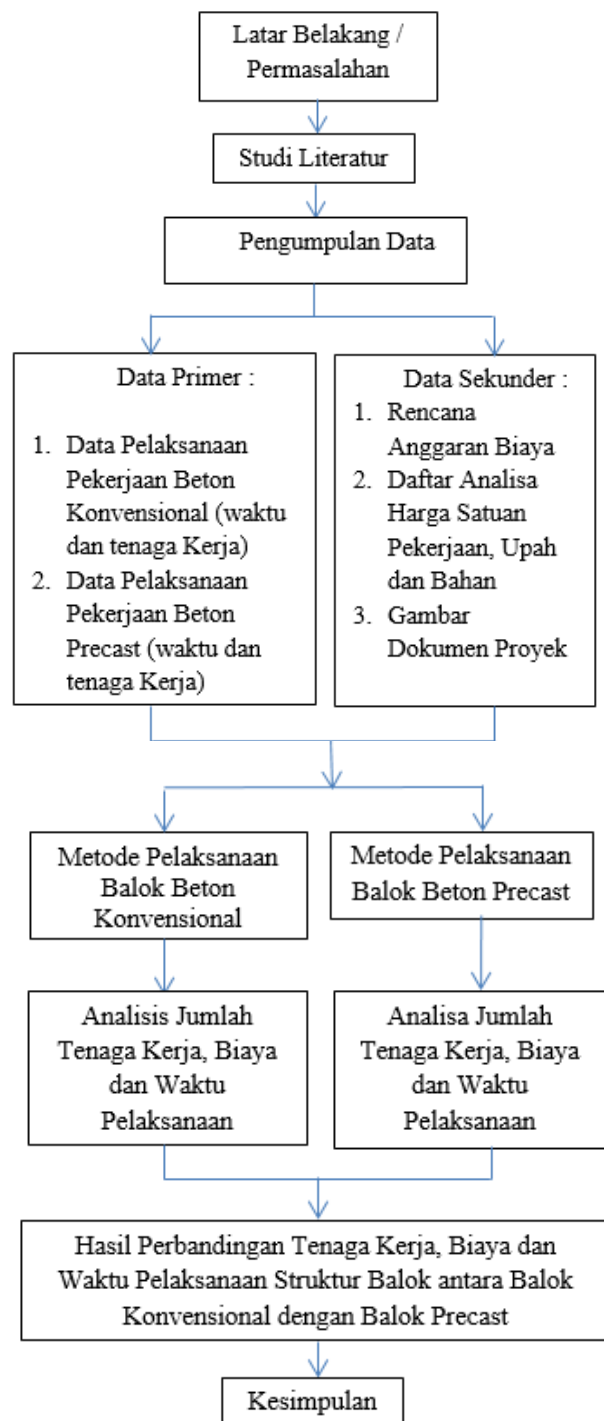 Latar Belakang /
Permasalahan
Studi Literatur
Pengumpulan Data
Data Primer :
1. Data Pelaksanaan
Pekerjaan Beton
Konvensional (waktu
dan tenaga Kerja)
2. Data Pelaksanaan
Pekerjaan Beton
Precast (waktu dan
tenaga Kerja)
Data Sekunder :
1. Rencana
Anggaran Biaya
2. Daftar Analisa
Harga Satuan
Pekerjaan, Upah
dan Bahan
3. Gambar
Dokumen Proyek
Metode Pelaksanaan
Balok Beton
Konvensional
Metode Pelaksanaan
Balok Beton Precast
Analisis Jumlah
Tenaga Kerja, Biaya
dan Waktu
Pelaksanaan
Analisa Jumlah
Tenaga Kerja, Biaya
dan Waktu
Pelaksanaan
Hasil Perbandingan Tenaga Kerja, Biaya dan
Waktu Pelaksanaan Struktur Balok antara Balok
Konvensional dengan Balok Precast
Kesimpulan